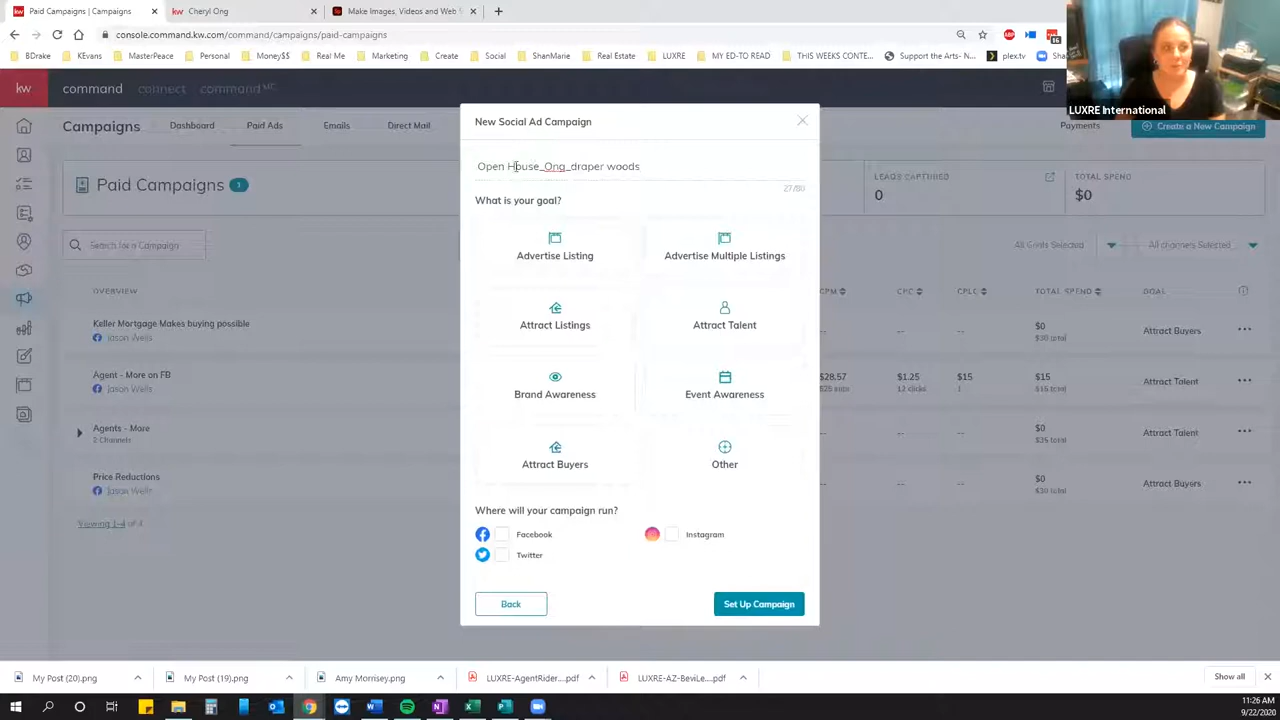 Paid Campaigns | Campaigns
Cheryl Ong
Make Images, Videos and Web S
console.command.kw.com/command/campaigns/paid-campaigns
BDrake
KEvans
MasterPeace
Personal
Money$$
Real Me | Marketing
Create
Social
ShanMarie
Real Estate
LUXRE
MY ED-TO READ
THIS WEEKS CONTE...
Support the Arts- N...
plex.tv
16
LUXRE International
kw
command
connect
command MC
Campaigns
Dashboard
Paid Ads
Emails
Direct Mail
Payments
Create a New Campaign
Paid Campaigns 1
LEADS CAPTURED
0
TOTAL SPEND
$0
Search for a Campaign
All channels Selected
OVERVIEW
CPM
CPC
CPLC
TOTAL SPEND
GOAL
Keller Mortgage Makes buying possible
Jason Wells
-- -- -- $0
$30 total
Attract Buyers
Agent - More on FB
Jason Wells
$28.57 $1.25 $15 $15
12 clicks 1
Attract Talent
Agents - More
2 Channels
-- -- -- $0
Attract Talent
Price Reductions
Jason Wells
-- -- -- $0
$30 total
Attract Buyers
Viewing 1-4 of 4
New Social Ad Campaign
Open House_Ong_draper woods
27/80
What is your goal?
Advertise Listing
Advertise Multiple Listings
Attract Listings
Attract Talent
Brand Awareness
Event Awareness
Attract Buyers
Other
Where will your campaign run?
Facebook
Instagram
Twitter
Back
Set Up Campaign
My Post (20).png
My Post (19).png
Amy Morrisey.png
LUXRE-AgentRider....pdf
LUXRE-AZ-BeviLe....pdf
Show all
11:26 AM
9/22/2020